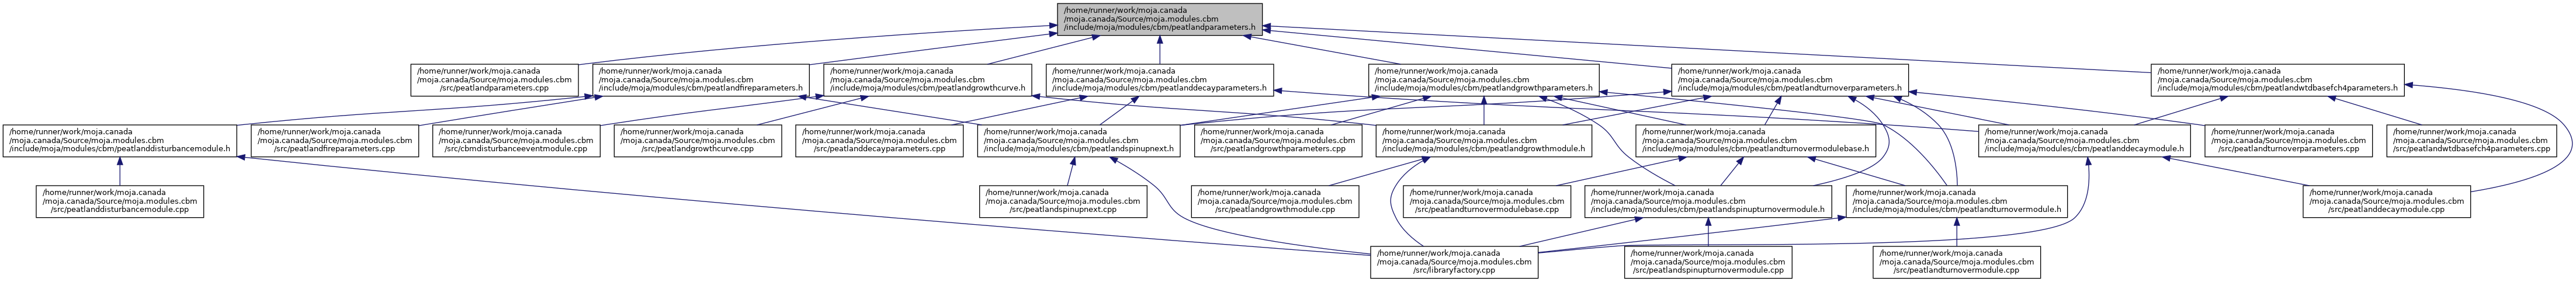 /home/runner/work/moja.canada
/moja.canada/Source/moja.modules.cbm
/include/moja/modules/cbm/peatlandparameters.h
/home/runner/work/moja.canada
/moja.canada/Source/moja.modules.cbm
/src/peatlandparameters.cpp
/home/runner/work/moja.canada
/moja.canada/Source/moja.modules.cbm
/include/moja/modules/cbm/peatlandfireparameters.h
/home/runner/work/moja.canada
/moja.canada/Source/moja.modules.cbm
/include/moja/modules/cbm/peatlandgrowthcurve.h
/home/runner/work/moja.canada
/moja.canada/Source/moja.modules.cbm
/include/moja/modules/cbm/peatlanddecayparameters.h
/home/runner/work/moja.canada
/moja.canada/Source/moja.modules.cbm
/include/moja/modules/cbm/peatlandgrowthparameters.h
/home/runner/work/moja.canada
/moja.canada/Source/moja.modules.cbm
/include/moja/modules/cbm/peatlandturnoverparameters.h
/home/runner/work/moja.canada
/moja.canada/Source/moja.modules.cbm
/include/moja/modules/cbm/peatlandwtdbasefch4parameters.h
/home/runner/work/moja.canada
/moja.canada/Source/moja.modules.cbm
/include/moja/modules/cbm/peatlanddisturbancemodule.h
/home/runner/work/moja.canada
/moja.canada/Source/moja.modules.cbm
/src/peatlandfireparameters.cpp
/home/runner/work/moja.canada
/moja.canada/Source/moja.modules.cbm
/src/cbmdisturbanceeventmodule.cpp
/home/runner/work/moja.canada
/moja.canada/Source/moja.modules.cbm
/src/peatlandgrowthcurve.cpp
/home/runner/work/moja.canada
/moja.canada/Source/moja.modules.cbm
/src/peatlanddecayparameters.cpp
/home/runner/work/moja.canada
/moja.canada/Source/moja.modules.cbm
/include/moja/modules/cbm/peatlandspinupnext.h
/home/runner/work/moja.canada
/moja.canada/Source/moja.modules.cbm
/src/peatlandgrowthparameters.cpp
/home/runner/work/moja.canada
/moja.canada/Source/moja.modules.cbm
/include/moja/modules/cbm/peatlandgrowthmodule.h
/home/runner/work/moja.canada
/moja.canada/Source/moja.modules.cbm
/include/moja/modules/cbm/peatlandturnovermodulebase.h
/home/runner/work/moja.canada
/moja.canada/Source/moja.modules.cbm
/include/moja/modules/cbm/peatlanddecaymodule.h
/home/runner/work/moja.canada
/moja.canada/Source/moja.modules.cbm
/src/peatlandturnoverparameters.cpp
/home/runner/work/moja.canada
/moja.canada/Source/moja.modules.cbm
/src/peatlandwtdbasefch4parameters.cpp
/home/runner/work/moja.canada
/moja.canada/Source/moja.modules.cbm
/src/peatlanddisturbancemodule.cpp
/home/runner/work/moja.canada
/moja.canada/Source/moja.modules.cbm
/src/peatlandspinupnext.cpp
/home/runner/work/moja.canada
/moja.canada/Source/moja.modules.cbm
/src/peatlandgrowthmodule.cpp
/home/runner/work/moja.canada
/moja.canada/Source/moja.modules.cbm
/src/peatlandturnovermodulebase.cpp
/home/runner/work/moja.canada
/moja.canada/Source/moja.modules.cbm
/include/moja/modules/cbm/peatlandspinupturnovermodule.h
/home/runner/work/moja.canada
/moja.canada/Source/moja.modules.cbm
/include/moja/modules/cbm/peatlandturnovermodule.h
/home/runner/work/moja.canada
/moja.canada/Source/moja.modules.cbm
/src/peatlanddecaymodule.cpp
/home/runner/work/moja.canada
/moja.canada/Source/moja.modules.cbm
/src/libraryfactory.cpp
/home/runner/work/moja.canada
/moja.canada/Source/moja.modules.cbm
/src/peatlandspinupturnovermodule.cpp
/home/runner/work/moja.canada
/moja.canada/Source/moja.modules.cbm
/src/peatlandturnovermodule.cpp